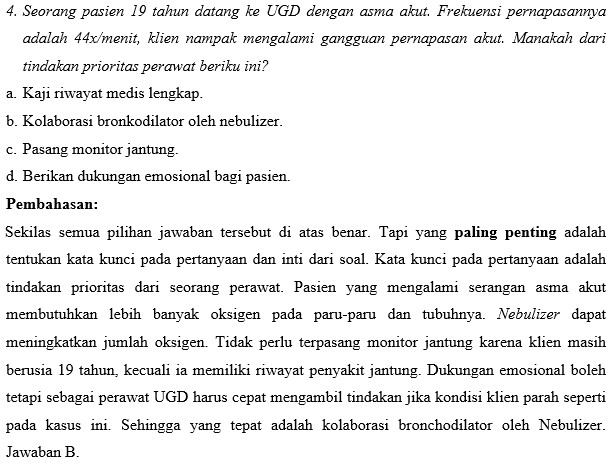 4. Seorang pasien 19 tahun datang ke UGD dengan asma akut. Frekuensi pernapasannya
adalah 44x/menit, klien nampak mengalami gangguan pernapasan akut. Manakah dari
tindakan prioritas perawat beriku ini?
a. Kaji riwayat medis lengkap.
b. Kolaborasi bronkodilator oleh nebulizer.
c. Pasang monitor jantung.
d. Berikan dukungan emosional bagi pasien.
Pembahasan:
Sekilas semua pilihan jawaban tersebut di atas benar. Tapi yang paling penting adalah
tentukan kata kunci pada pertanyaan dan inti dari soal. Kata kunci pada pertanyaan adalah
tindakan prioritas dari seorang perawat. Pasien yang mengalami serangan asma akut
membutuhkan lebih banyak oksigen pada paru-paru dan tubuhnya. Nebulizer dapat
meningkatkan jumlah oksigen. Tidak perlu terpasang monitor jantung karena klien masih
berusia 19 tahun, kecuali ia memiliki riwayat penyakit jantung. Dukungan emosional boleh
tetapi sebagai perawat UGD harus cepat mengambil tindakan jika kondisi klien parah seperti
pada kasus ini. Sehingga yang tepat adalah kolaborasi bronchodilator oleh Nebulizer.
Jawaban B.